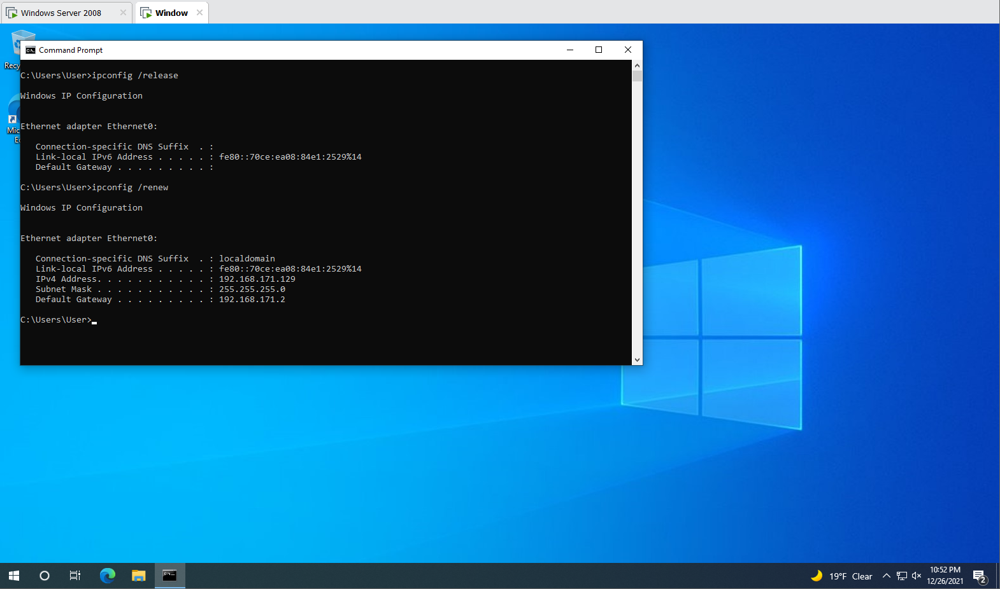 Windows Server 2008
Window
Recy
Mic
Ec
Command Prompt
C:\Users\User>ipconfig /release
Windows IP Configuration
Ethernet adapter Ethernet0:
Connection-specific DNS Suffix  . :
Link-local IPv6 Address . . . . . : fe80::70ce:ea08:84e1:2529%14
Default Gateway . . . . . . . . . :
C:\Users\User>ipconfig /renew
Windows IP Configuration
Ethernet adapter Ethernet0:
Connection-specific DNS Suffix  . : localdomain
Link-local IPv6 Address . . . . . : fe80::70ce:ea08:84e1:2529%14
IPv4 Address. . . . . . . . . . . : 192.168.171.129
Subnet Mask . . . . . . . . . . . : 255.255.255.0
Default Gateway . . . . . . . . . : 192.168.171.2
C:\Users\User>
19°F Clear
10:52 PM
12/26/2021
2